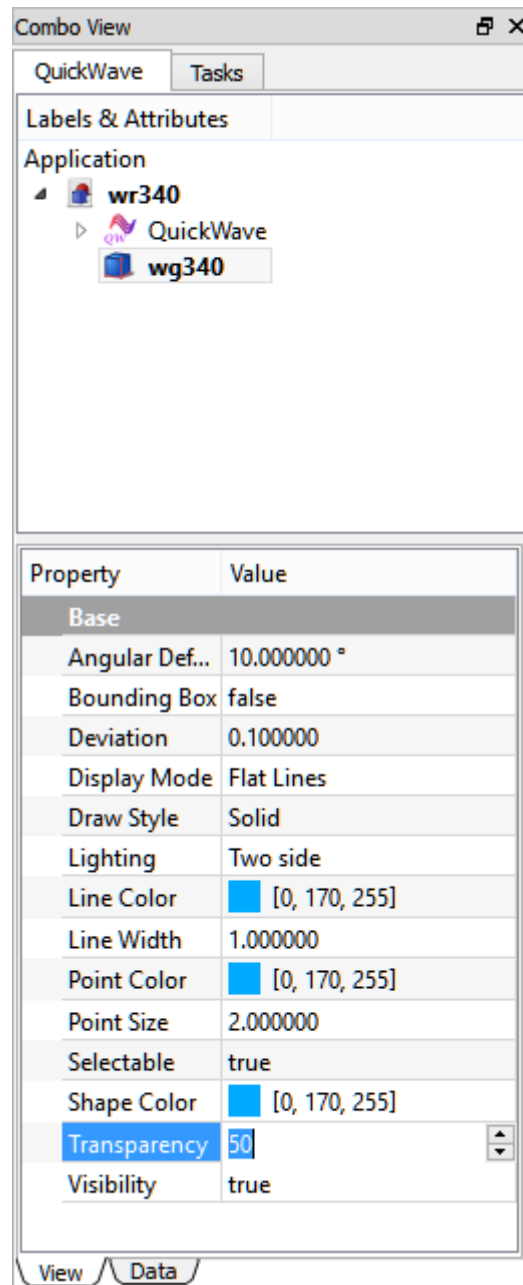 Combo View
QuickWave Tasks
Labels & Attributes
Application
wr340
QW QuickWave
wg340
Property Value
Base
Angular Def... 10.000000 °
Bounding Box false
Deviation 0.100000
Display Mode Flat Lines
Draw Style Solid
Lighting Two side
Line Color [0, 170, 255]
Line Width 1.000000
Point Color [0, 170, 255]
Point Size 2.000000
Selectable true
Shape Color [0, 170, 255]
Transparency 50
Visibility true
View Data